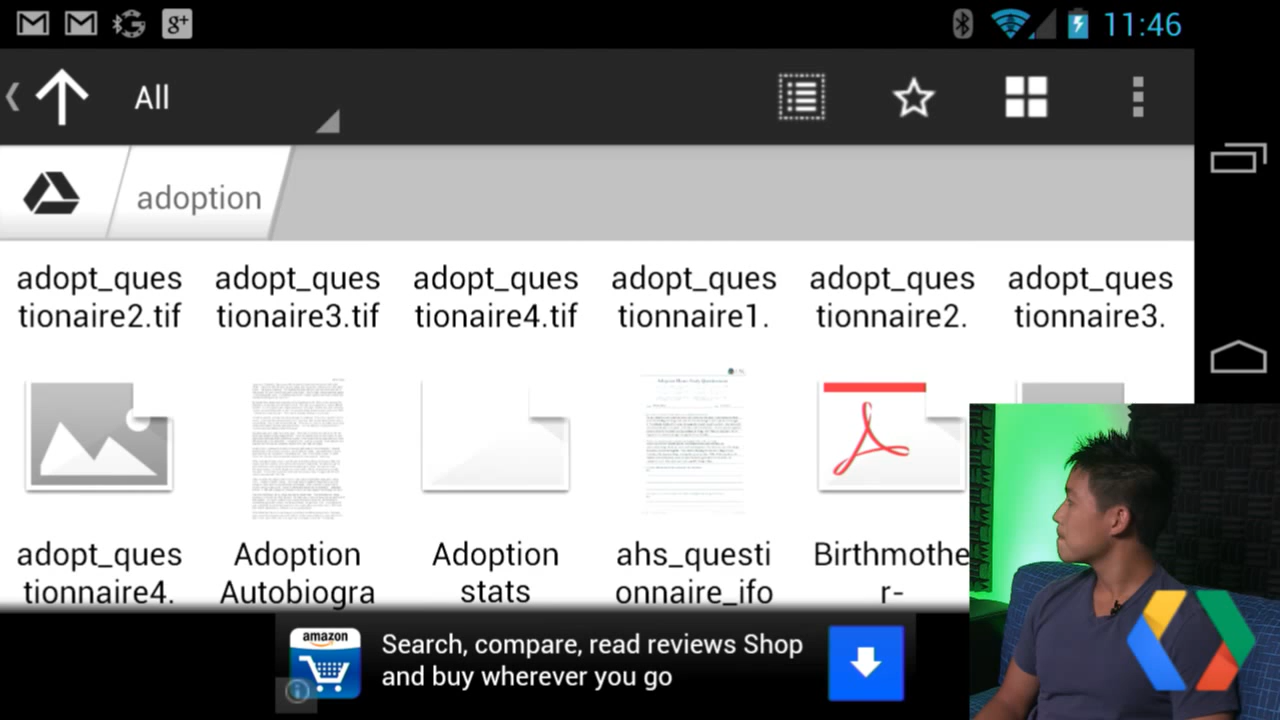 11:46
All
adoption
adopt_ques
tionaire2.tif
adopt_ques
tionaire3.tif
adopt_ques
tionaire4.tif
adopt_ques
tionnaire1.
adopt_ques
tionnaire2.
adopt_ques
tionnaire3.
adopt_ques
tionnaire4.
Adoption
Autobiogra
Adoption
stats
ahs_questi
onnaire_ifo
Birthmothe
r-
amazon
Search, compare, read reviews Shop
and buy wherever you go